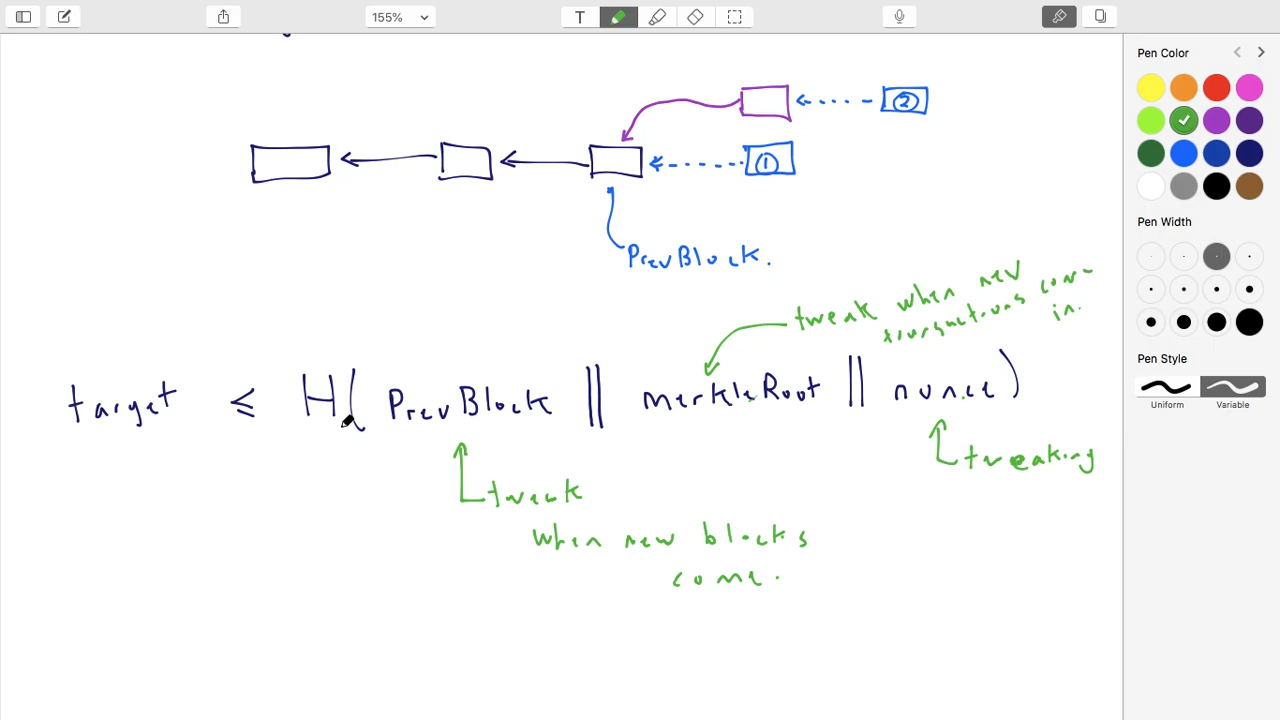 155%
T
Pen Color
②
①
PrevBlock.
Pen Width
tweak when new
transactions come
in.
target ≤ H( PrevBlock || merkleRoot || nunce)
Pen Style
Uniform
Variable
tweaking
tweak
when new blocks
come.